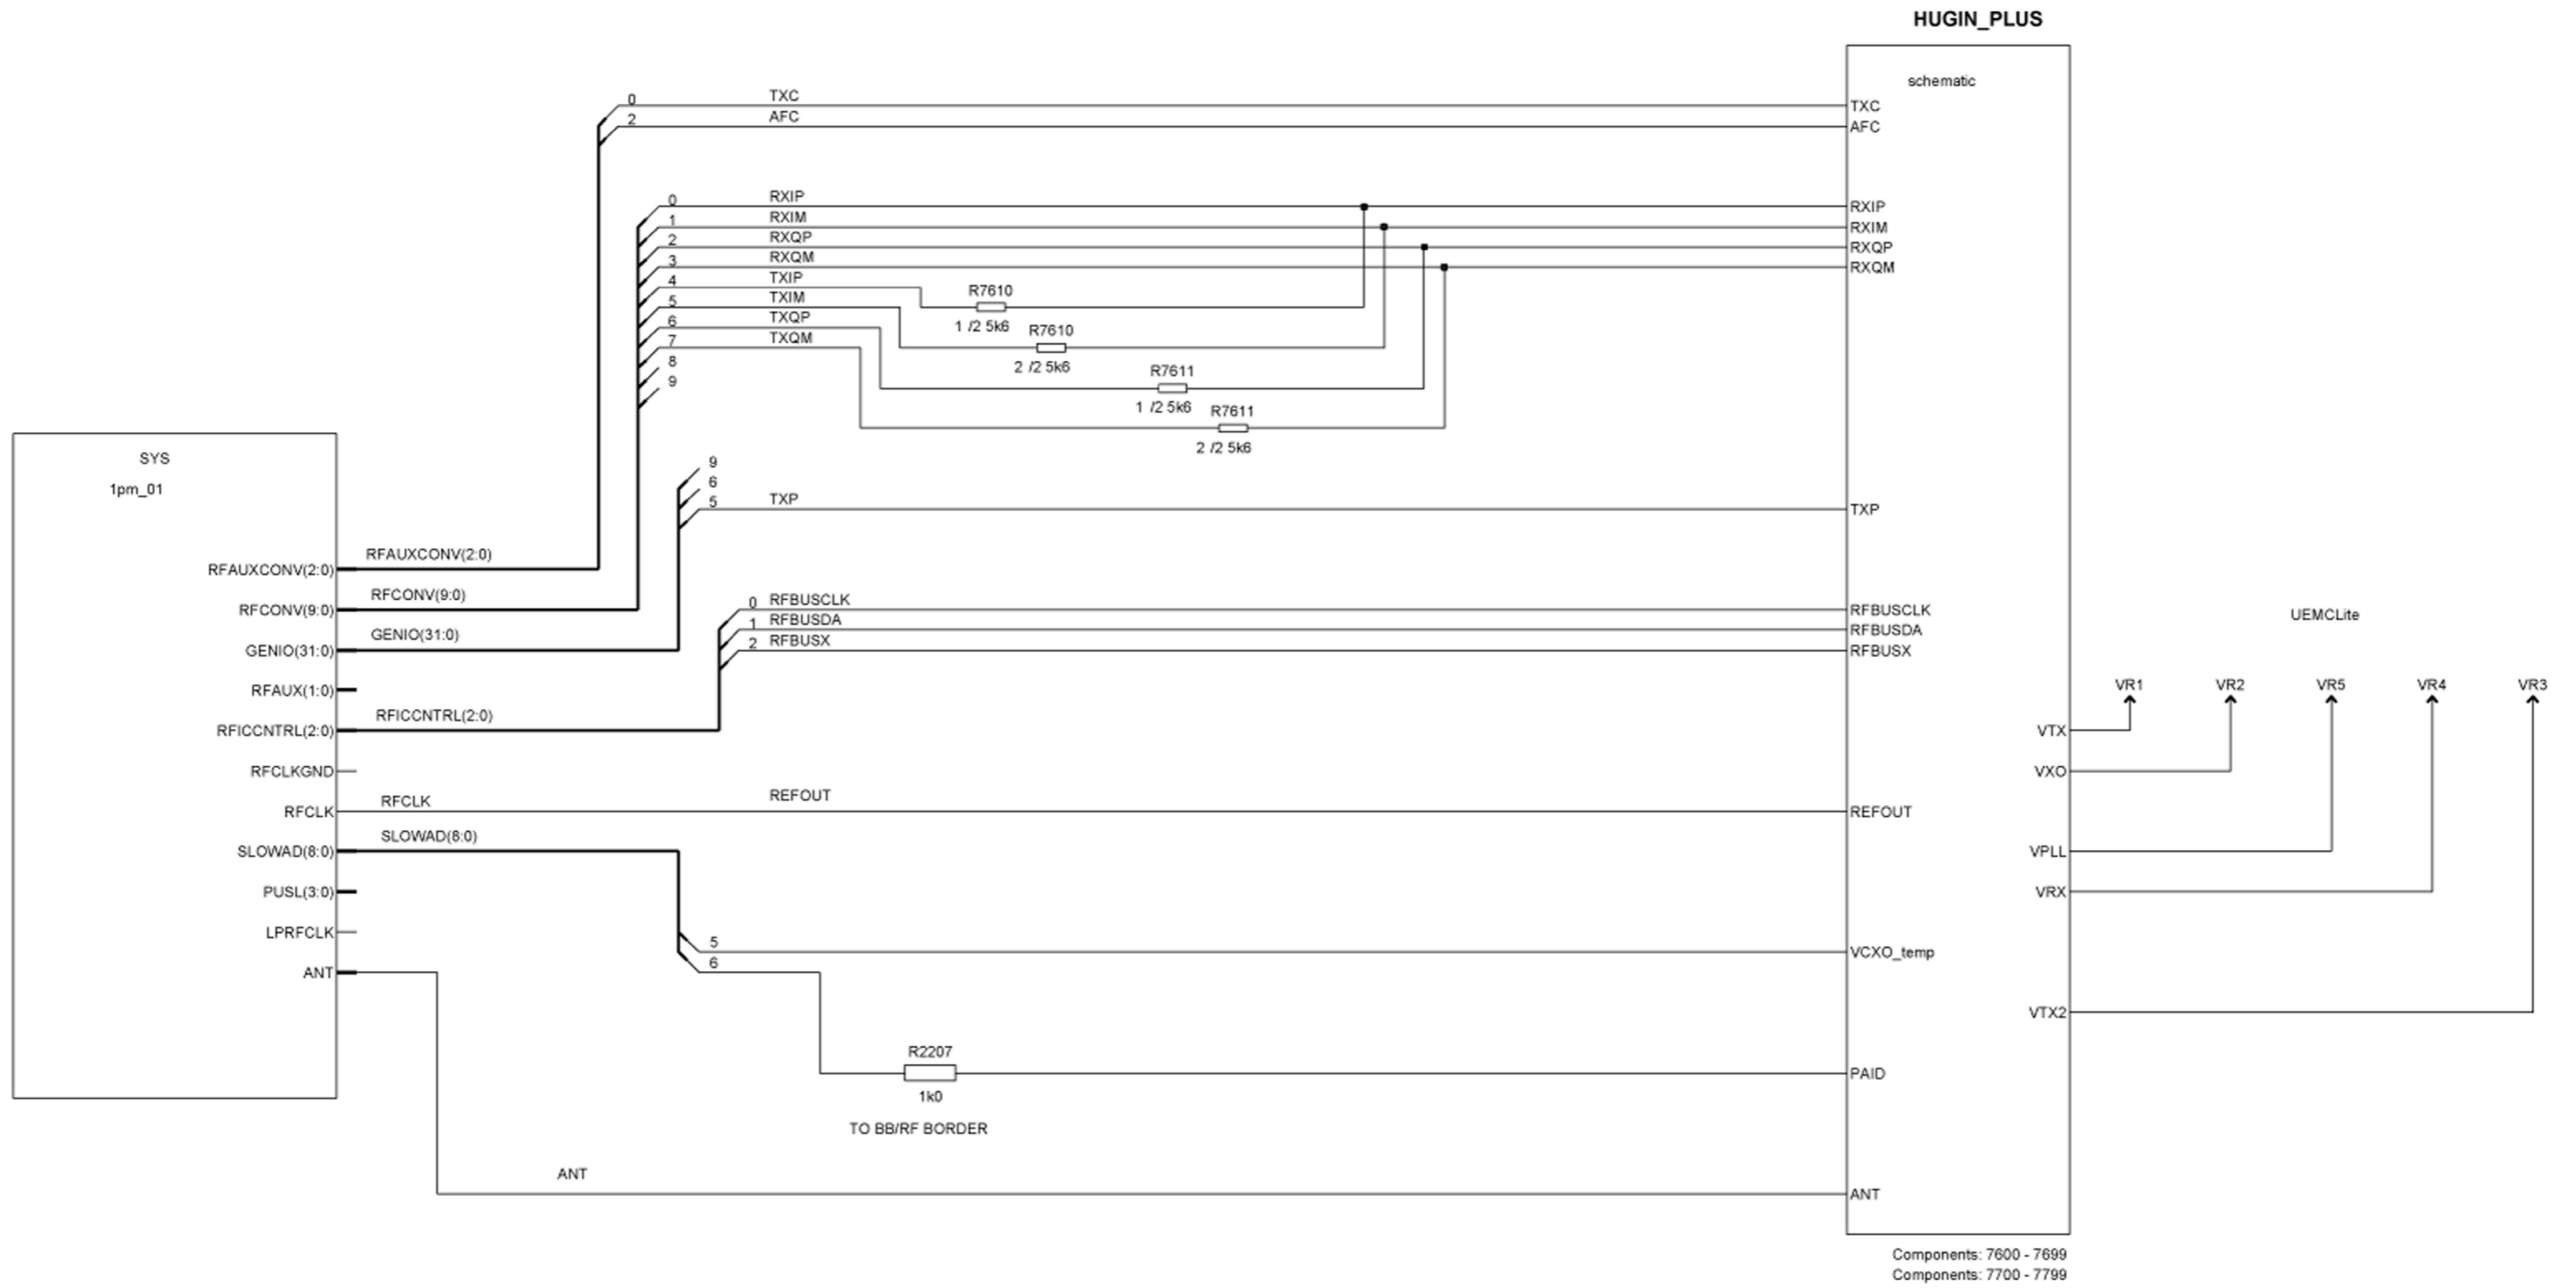 HUGIN_PLUS
schematic
0 TXC TXC
2 AFC AFC
0 RXIP RXIP
1 RXIM RXIM
2 RXQP RXQP
3 RXQM RXQM
4 TXIP
R7610
5 TXIM
1 /2 5k6
6 TXQP
R7610
7 TXQM
2 /2 5k6
8
R7611
9
1 /2 5k6
R7611
2 /2 5k6
SYS
1pm_01
9
6
5 TXP TXP
RFAUXCONV(2:0) RFAUXCONV(2:0)
RFCONV(9:0) RFCONV(9:0)
0 RFBUSCLK RFBUSCLK
1 RFBUSDA RFBUSDA
2 RFBUSX RFBUSX
GENIO(31:0) GENIO(31:0)
UEMCLite
RFAUX(1:0)
VR1 VR2 VR5 VR4 VR3
RFICCNTRL(2:0) RFICCNTRL(2:0)
VTX
RFCLKGND
VXO
RFCLK RFCLK REFOUT REFOUT
SLOWAD(8:0) SLOWAD(8:0)
VPLL
PUSL(3:0)
VRX
LPRFCLK
5 VCXO_temp
6
ANT
VTX2
R2207
1k0
PAID
TO BB/RF BORDER
ANT ANT
Components: 7600 - 7699
Components: 7700 - 7799